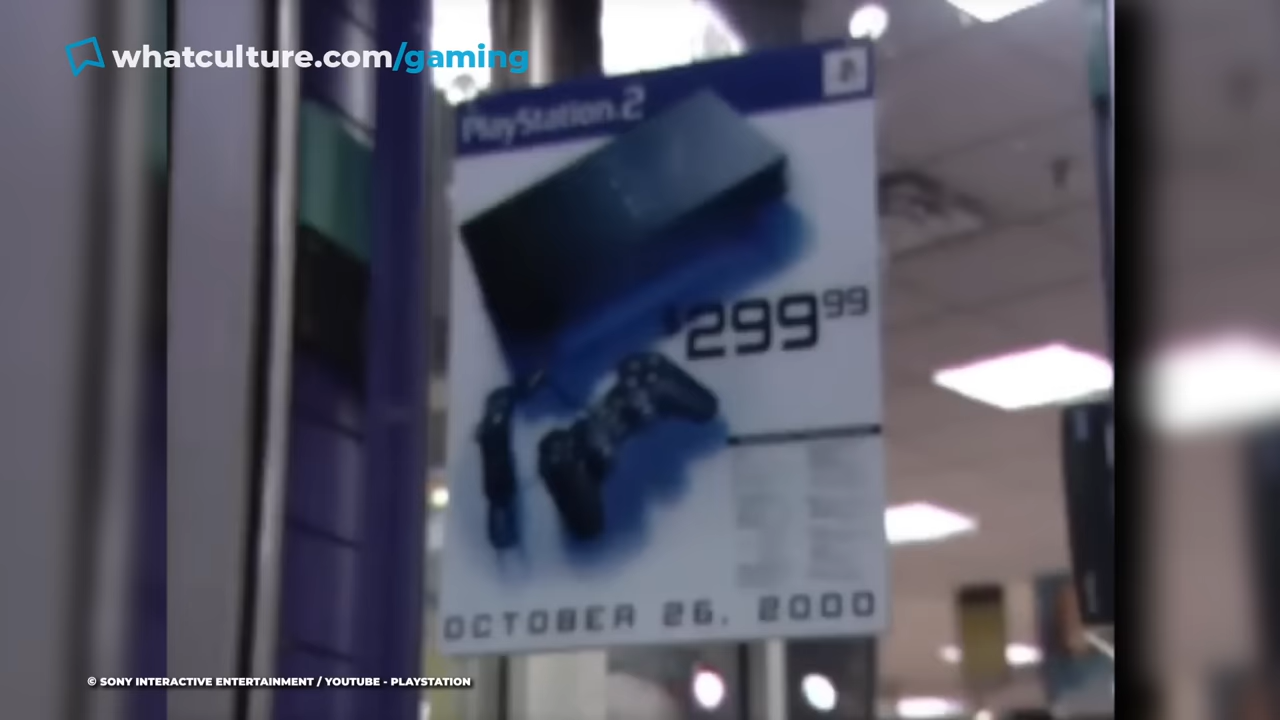 whatculture.com/gaming
PlayStation 2
$299.99
OCTOBER 26, 2000
© SONY INTERACTIVE ENTERTAINMENT / YOUTUBE - PLAYSTATION